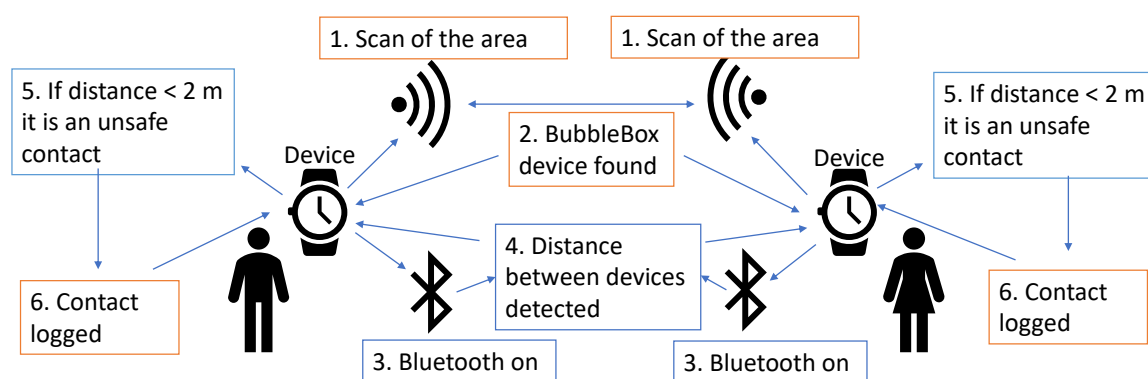 1. Scan of the area
1. Scan of the area
5. If distance < 2 m
it is an unsafe
contact
2. BubbleBox
device found
5. If distance < 2 m
it is an unsafe
contact
Device
Device
4. Distance
between devices
detected
6. Contact
logged
6. Contact
logged
3. Bluetooth on
3. Bluetooth on